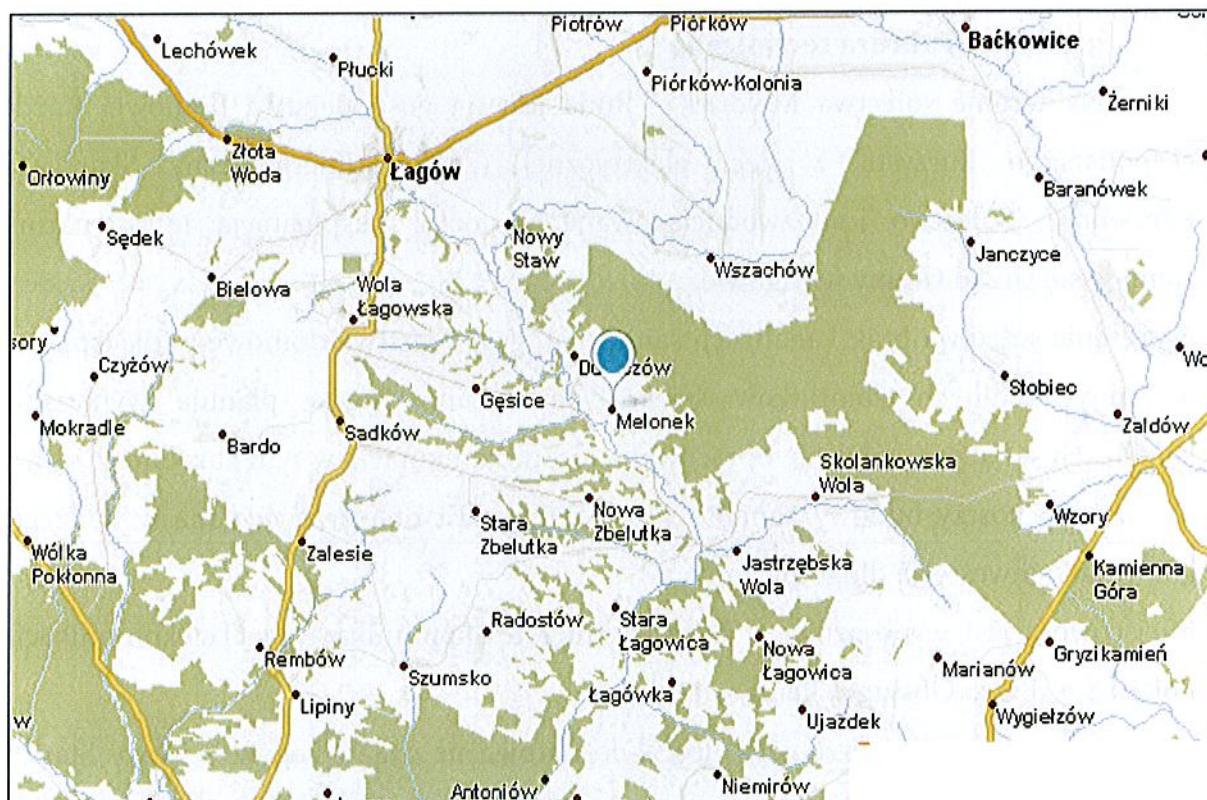 Piotrów
Piórków
Lechówek
Płucki
Baćkowice
Piórków-Kolonia
Żerniki
Złota
Woda
Łagów
Orłowiny
Baranówek
Sędek
Nowy
Staw
Janczyce
Wszachów
Bielowa
Wola
Łagowska
Czyżów
Gęsice
Stobiec
Mokradle
Bardo
Sadków
Melonek
Zaldów
Skolankowska
Wola
Stara
Zbelutka
Nowa
Zbelutka
Wzory
Wólka
Pokłonna
Zalesie
Jastrzębska
Wola
Kamienna
Góra
Radostów
Stara
Łagowica
Nowa
Łagowica
Rembów
Szumsko
Marianów
Gryzikamień
Łagówka
Lipiny
Ujazdek
Wygiełzów
Antoniów
Niemirów